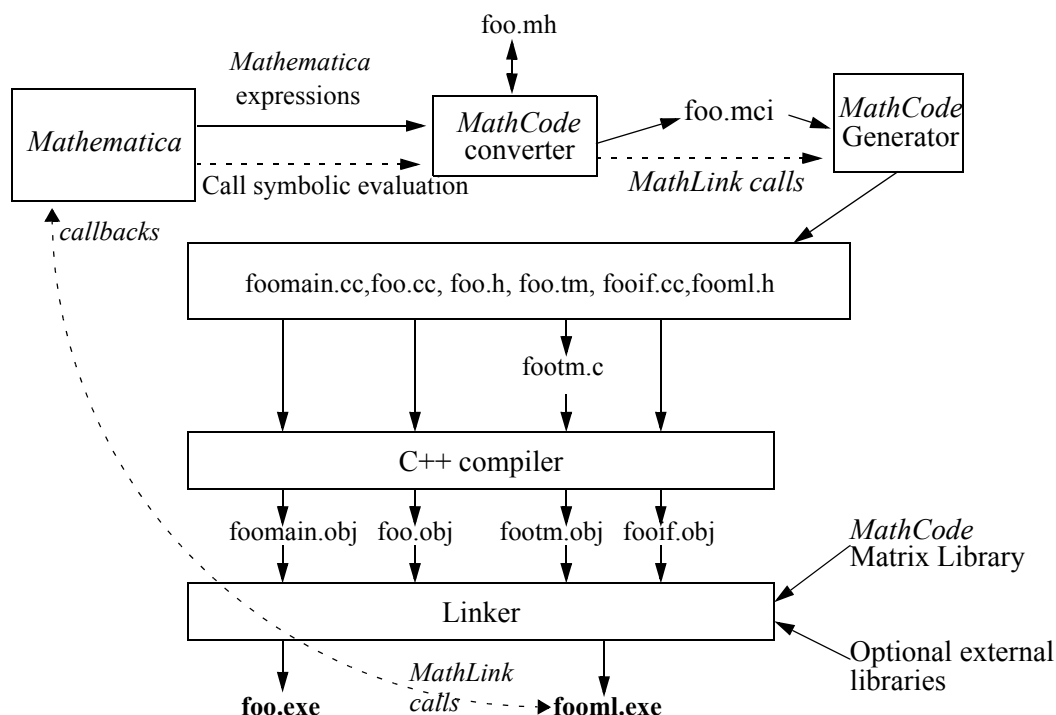 foo.mh
Mathematica
expressions
Mathematica
MathCode
converter
foo.mci
MathCode
Generator
Call symbolic evaluation
MathLink calls
callbacks
foomain.cc,foo.cc, foo.h, foo.tm, fooif.cc,fooml.h
footm.c
C++ compiler
foomain.obj foo.obj footm.obj fooif.obj
MathCode
Matrix Library
Linker
Optional external
libraries
MathLink
calls
foo.exe
fooml.exe